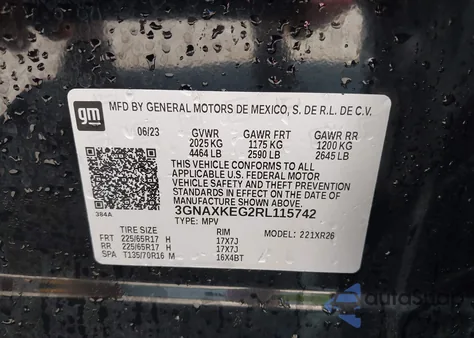 gm
MFD BY GENERAL MOTORS DE MEXICO, S. DE R.L. DE C.V.
06/23 GVWR GAWR FRT GAWR RR
2025 KG 1175 KG 1200 KG
4464 LB 2590 LB 2645 LB
THIS VEHICLE CONFORMS TO ALL
APPLICABLE U.S. FEDERAL MOTOR
VEHICLE SAFETY AND THEFT PREVENTION
STANDARDS IN EFFECT ON THE DATE OF
MANUFACTURE SHOWN ABOVE.
3GNAXKEG2RL115742
384A TYPE: MPV
TIRE SIZE RIM MODEL: 221XR26
FRT 225/65R17 H 17X7J
RR 225/65R17 H 17X7J
SPA T135/70R16 M 16X4BT